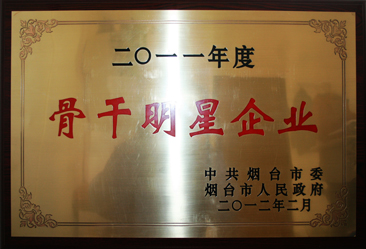 二〇一一年度
骨干明星企业
中共烟台市委
烟台市人民政府
二〇一二年二月